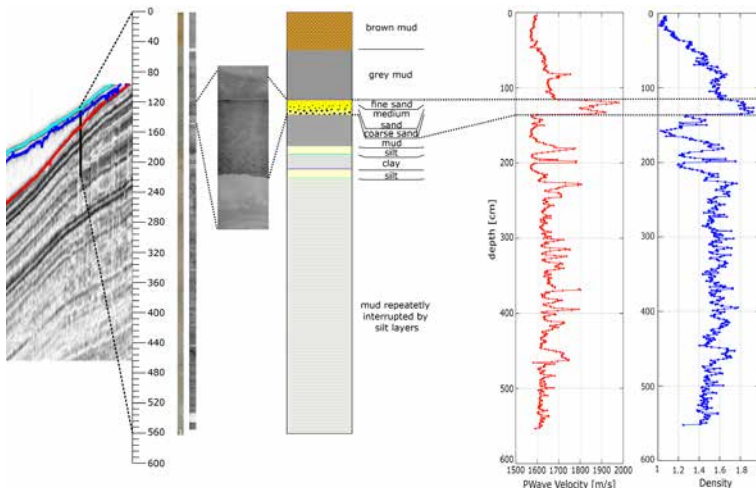 0
40
80
120
160
200
240
280
320
360
400
440
480
520
560
600
brown mud
grey mud
fine sand
medium
sand
coarse sand
mud
silt
clay
silt
mud repeatetly
interrupted by
silt layers
depth [cm]
0
100
200
300
400
500
600
1500 1600 1700 1800 1900 2000
PWave Velocity [m/s]
0
100
200
300
400
500
600
1 1.2 1.4 1.6 1.8
Density